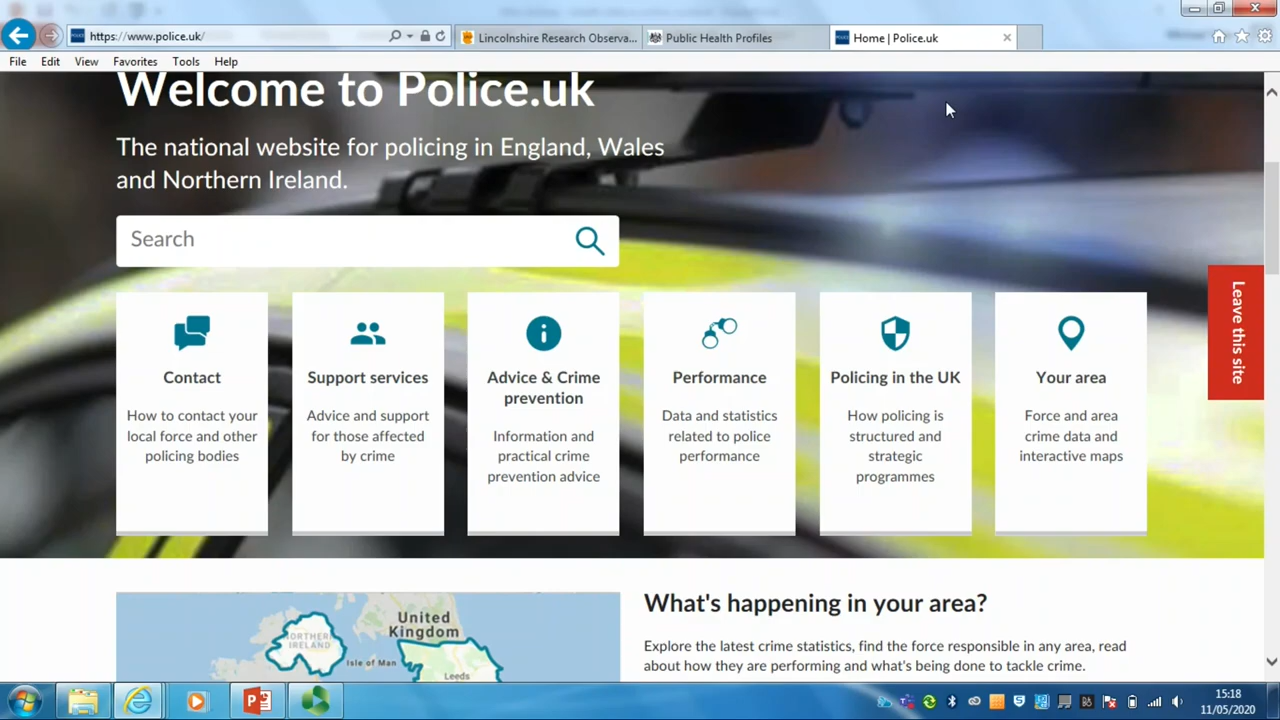 https://www.police.uk/
Lincolnshire Research Observa...
Public Health Profiles
Home | Police.uk
File Edit View Favorites Tools Help
Welcome to Police.uk
The national website for policing in England, Wales
and Northern Ireland.
Search
Leave this site
Contact
How to contact your
local force and other
policing bodies
Support services
Advice and support
for those affected
by crime
Advice & Crime
prevention
Information and
practical crime
prevention advice
Performance
Data and statistics
related to police
performance
Policing in the UK
How policing is
structured and
strategic
programmes
Your area
Force and area
crime data and
interactive maps
United
Kingdom
NORTHERN
IRELAND
Isle of Man
Leeds
What's happening in your area?
Explore the latest crime statistics, find the force responsible in any area, read
about how they are performing and what's being done to tackle crime.
15:18
11/05/2020